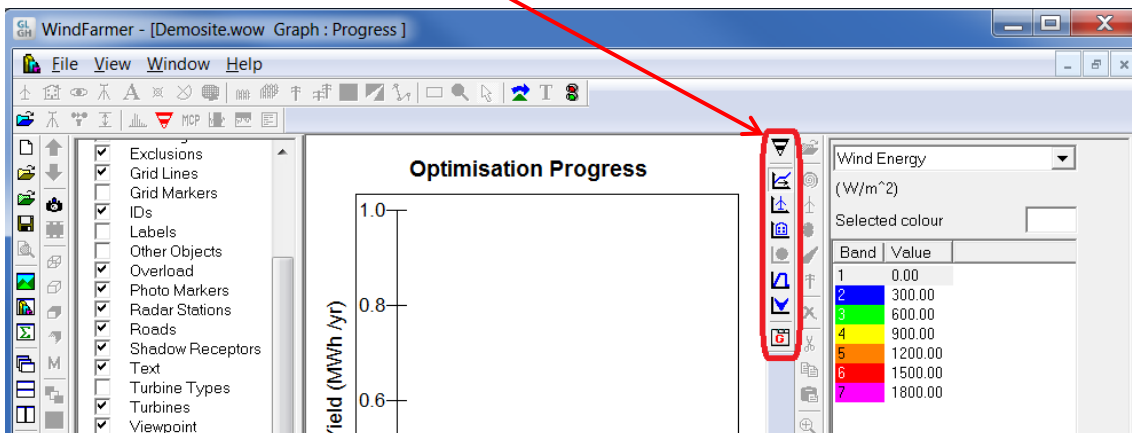 GL
GH
WindFarmer - [Demosite.wow Graph : Progress ]
File View Window Help
A
T
MCP
Exclusions
Grid Lines
Grid Markers
IDs
Labels
Other Objects
Overload
Photo Markers
Radar Stations
Roads
Shadow Receptors
Text
Turbine Types
Turbines
Viewpoint
M
Optimisation Progress
1.0
0.8
0.6
Yield (MWh /yr)
G
Wind Energy
(W/m^2)
Selected colour
Band Value
1 0.00
2 300.00
3 600.00
4 900.00
5 1200.00
6 1500.00
7 1800.00